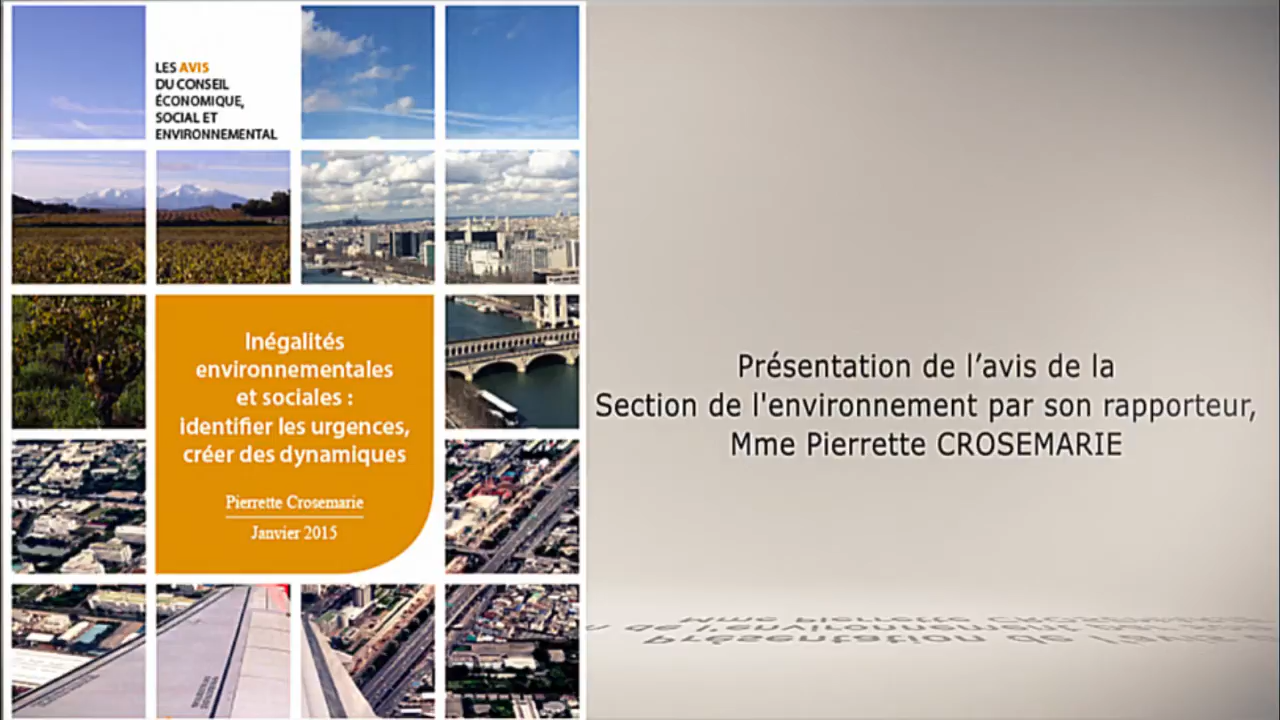 LES AVIS
DU CONSEIL
ÉCONOMIQUE,
SOCIAL ET
ENVIRONNEMENTAL
Inégalités
environnementales
et sociales :
identifier les urgences,
créer des dynamiques
Pierrette Crosemarie
Janvier 2015
Présentation de l’avis de la
Section de l'environnement par son rapporteur,
Mme Pierrette CROSEMARIE